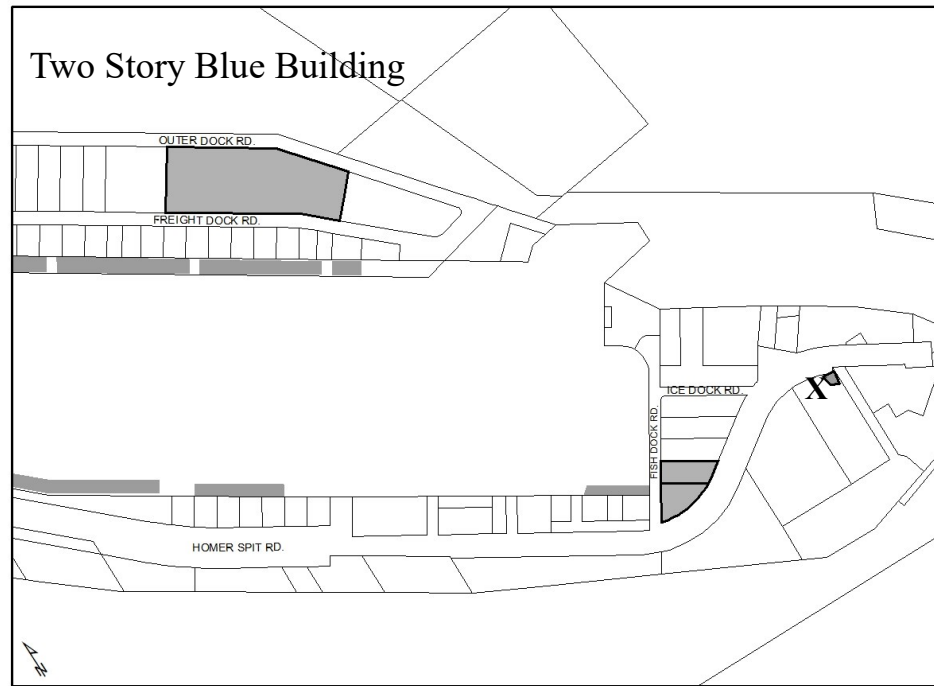 Two Story Blue Building
OUTER DOCK RD.
FREIGHT DOCK RD.
ICE DOCK RD.
X
FISH DOCK RD.
HOMER SPIT RD.
N